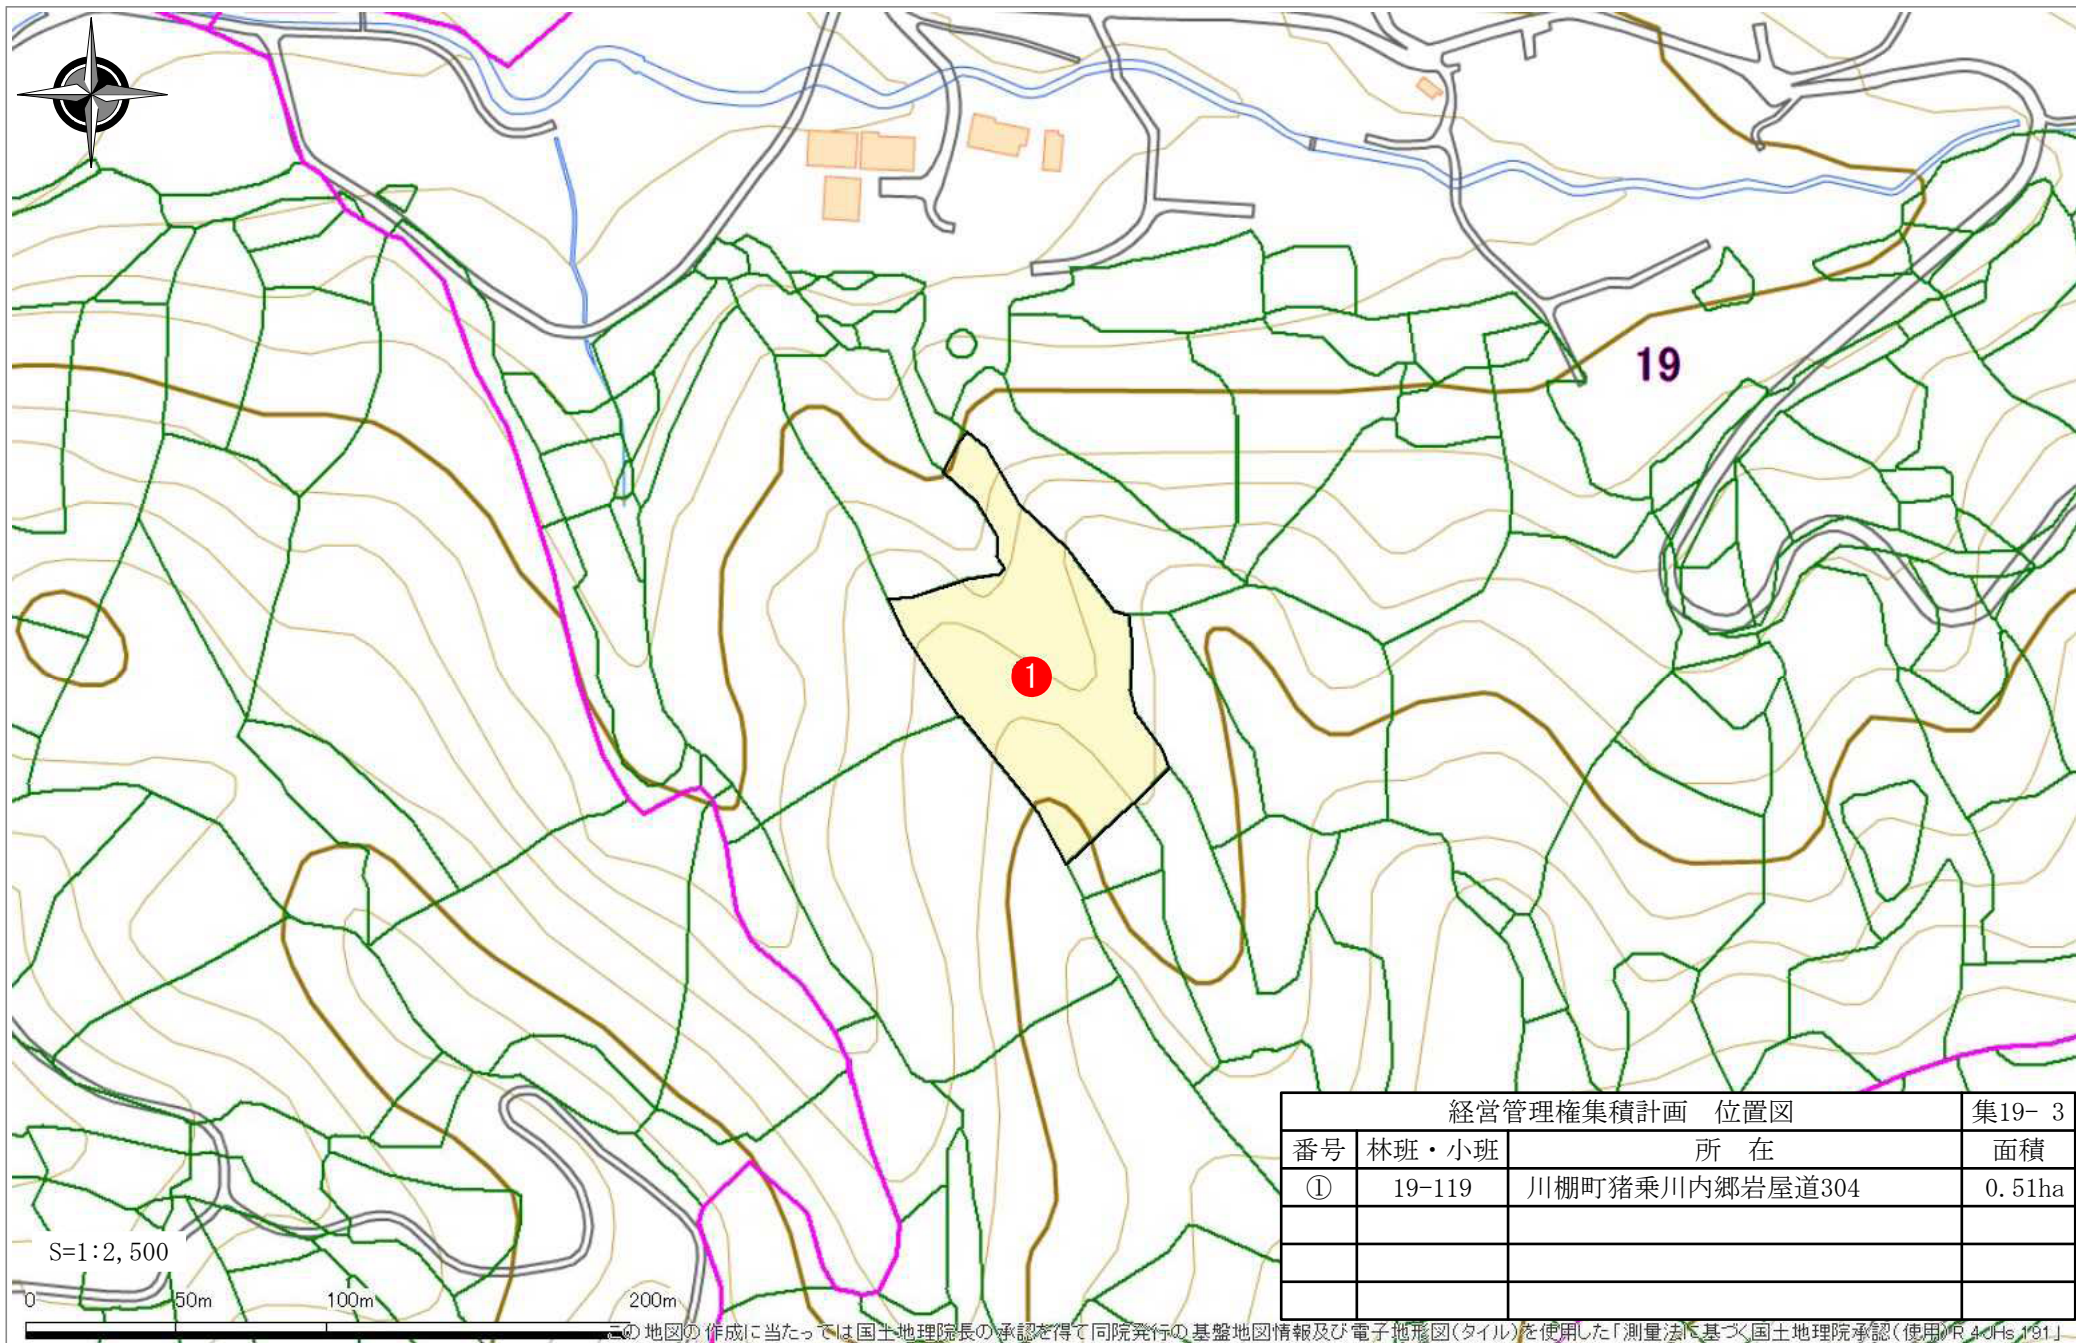 19
1
経営管理権集積計画　位置図 集19- 3
番号 林班・小班 所　在 面積
① 19-119 川棚町猪乗川内郷岩屋道304 0.51ha
S=1:2,500
0 50m 100m 200m
この地図の作成に当たっては国土地理院長の承認を得て同院発行の基盤地図情報及び電子地形図(タイル)を使用した「測量法に基づく国土地理院承認(使用)R 4 JHs 191」